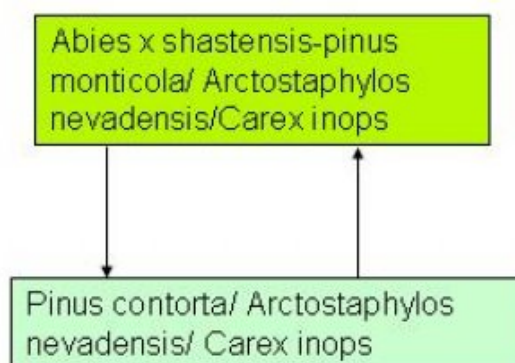 Abies x shastensis-pinus
monticola/ Arctostaphylos
nevadensis/Carex inops
Pinus contorta/ Arctostaphylos
nevadensis/ Carex inops